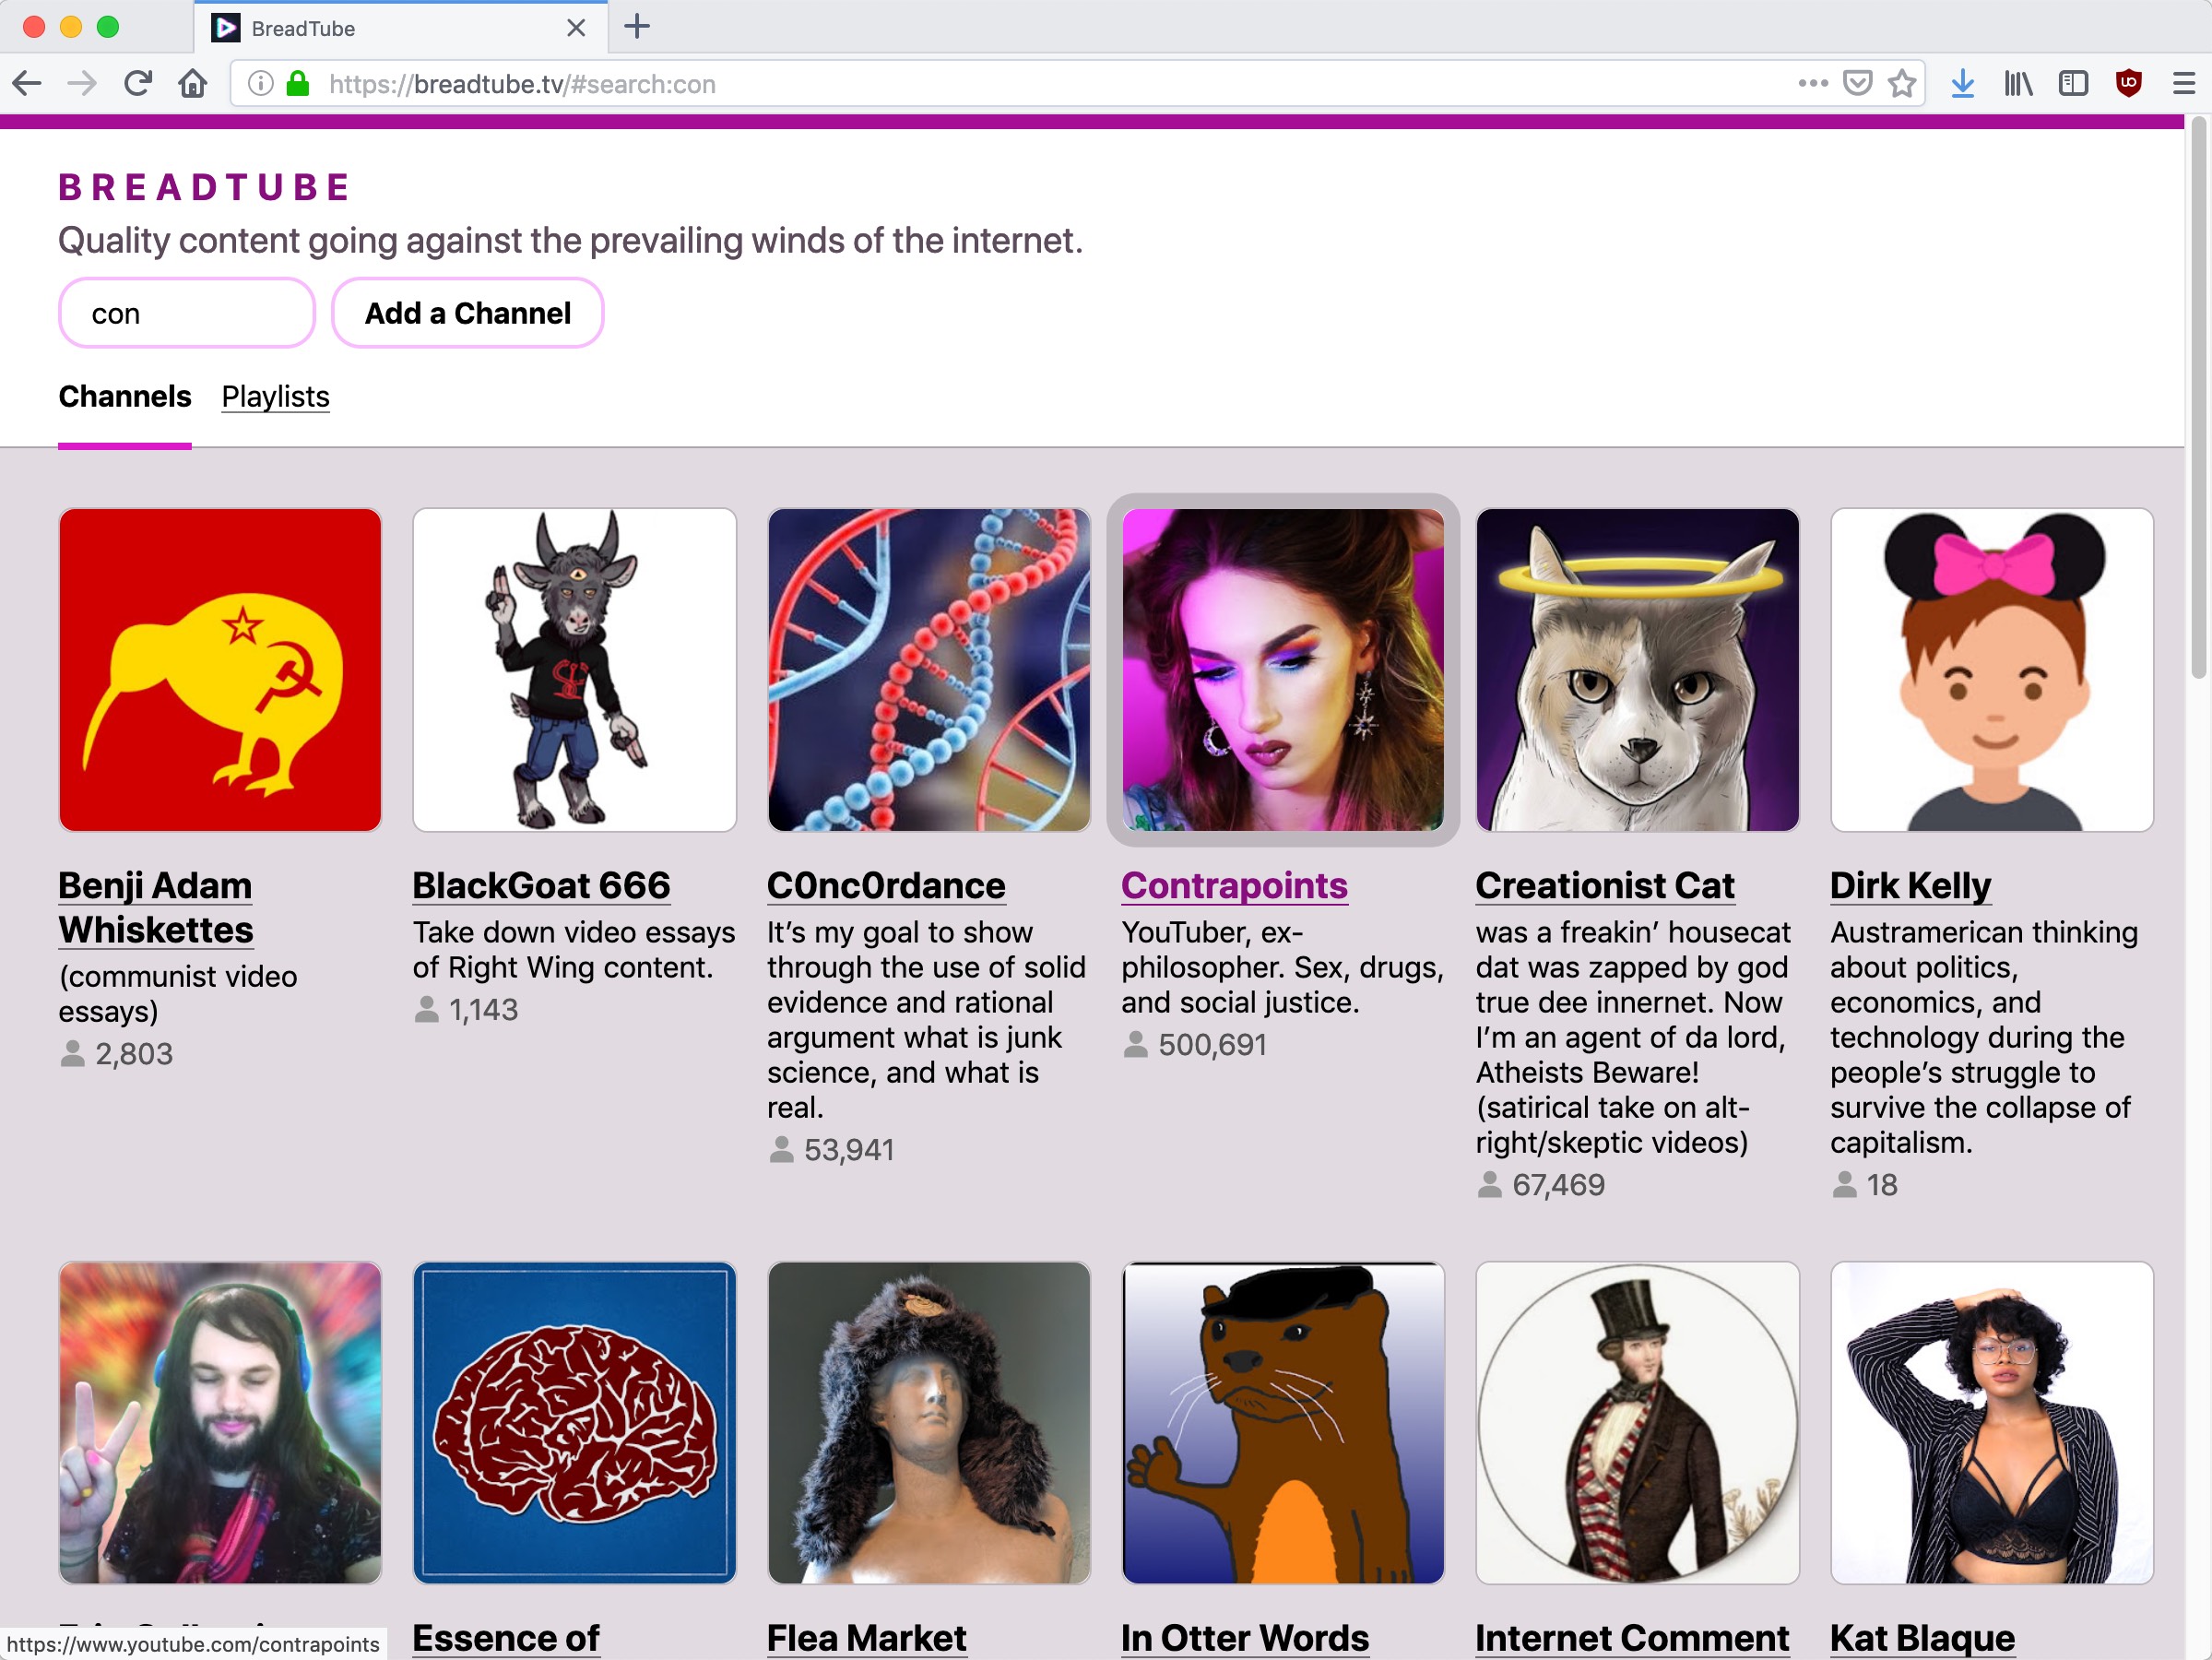 BreadTube
https://breadtube.tv/#search:con
BREADTUBE
Quality content going against the prevailing winds of the internet.
con
Add a Channel
Channels
Playlists
Benji Adam
Whiskettes
(communist video
essays)
2,803
BlackGoat 666
Take down video essays
of Right Wing content.
1,143
C0nc0rdance
It’s my goal to show
through the use of solid
evidence and rational
argument what is junk
science, and what is
real.
53,941
Contrapoints
YouTuber, ex-
philosopher. Sex, drugs,
and social justice.
500,691
Creationist Cat
was a freakin’ housecat
dat was zapped by god
true dee innernet. Now
I’m an agent of da lord,
Atheists Beware!
(satirical take on alt-
right/skeptic videos)
67,469
Dirk Kelly
Austramerican thinking
about politics,
economics, and
technology during the
people’s struggle to
survive the collapse of
capitalism.
18
Essence of
Flea Market
In Otter Words
Internet Comment
Kat Blaque
https://www.youtube.com/contrapoints